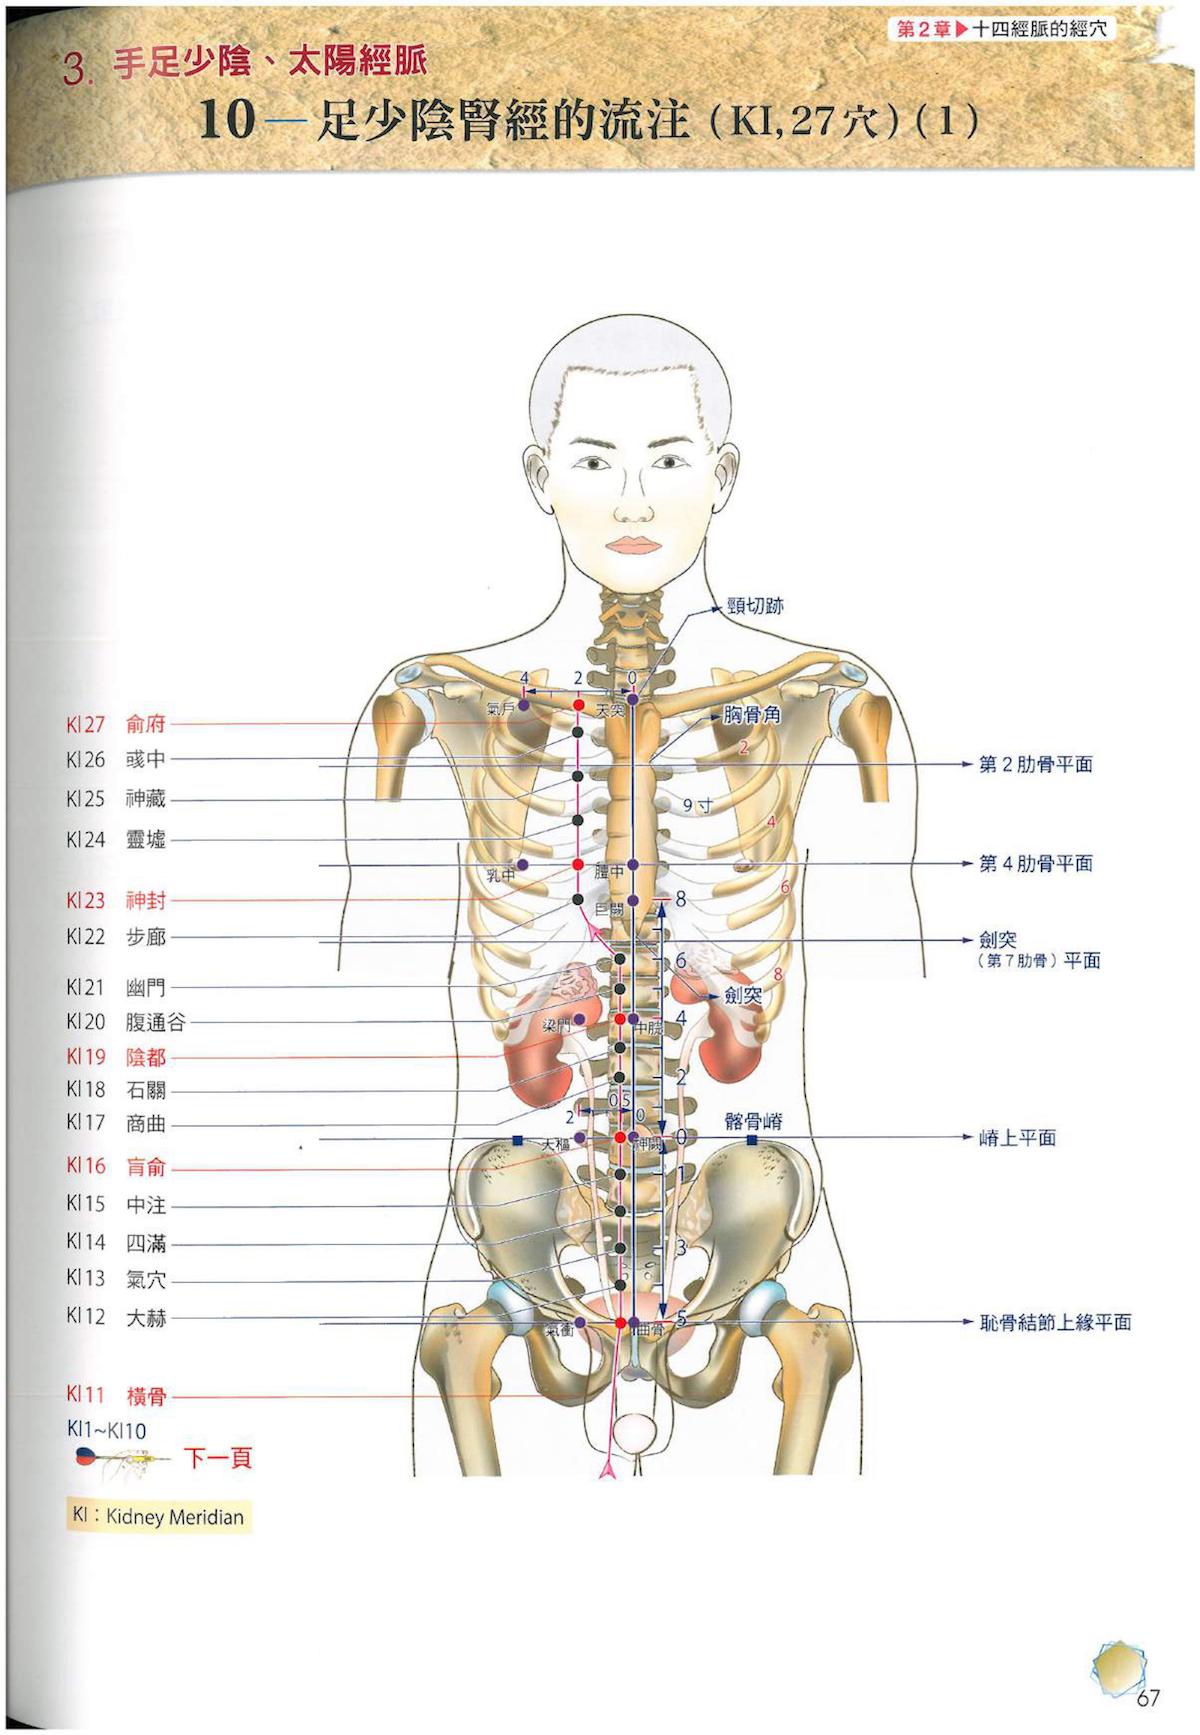 第2章▶十四經脈的經穴
3. 手足少陰、太陽經脈
10—足少陰腎經的流注（KI,27穴）(1)
頸切跡
4 2 0
氣戶 天突
胸骨角
KI27 俞府
2
KI26 彧中
第2肋骨平面
KI25 神藏
9寸
4
KI24 靈墟
乳中 膻中
第4肋骨平面
6
KI23 神封
巨闕 8
KI22 步廊
劍突
（第7肋骨）平面
6
8
KI21 幽門
劍突
KI20 腹通谷
梁門 中脘 4
KI19 陰都
KI18 石關
2
KI17 商曲
2 0.5 0
髂骨嵴
大樞 神闕 0
嵴上平面
KI16 肓俞
1
KI15 中注
KI14 四滿
3
KI13 氣穴
KI12 大赫
氣衝 曲骨 5
恥骨結節上緣平面
KI11 橫骨
KI1~KI10
下一頁
KI：Kidney Meridian
67